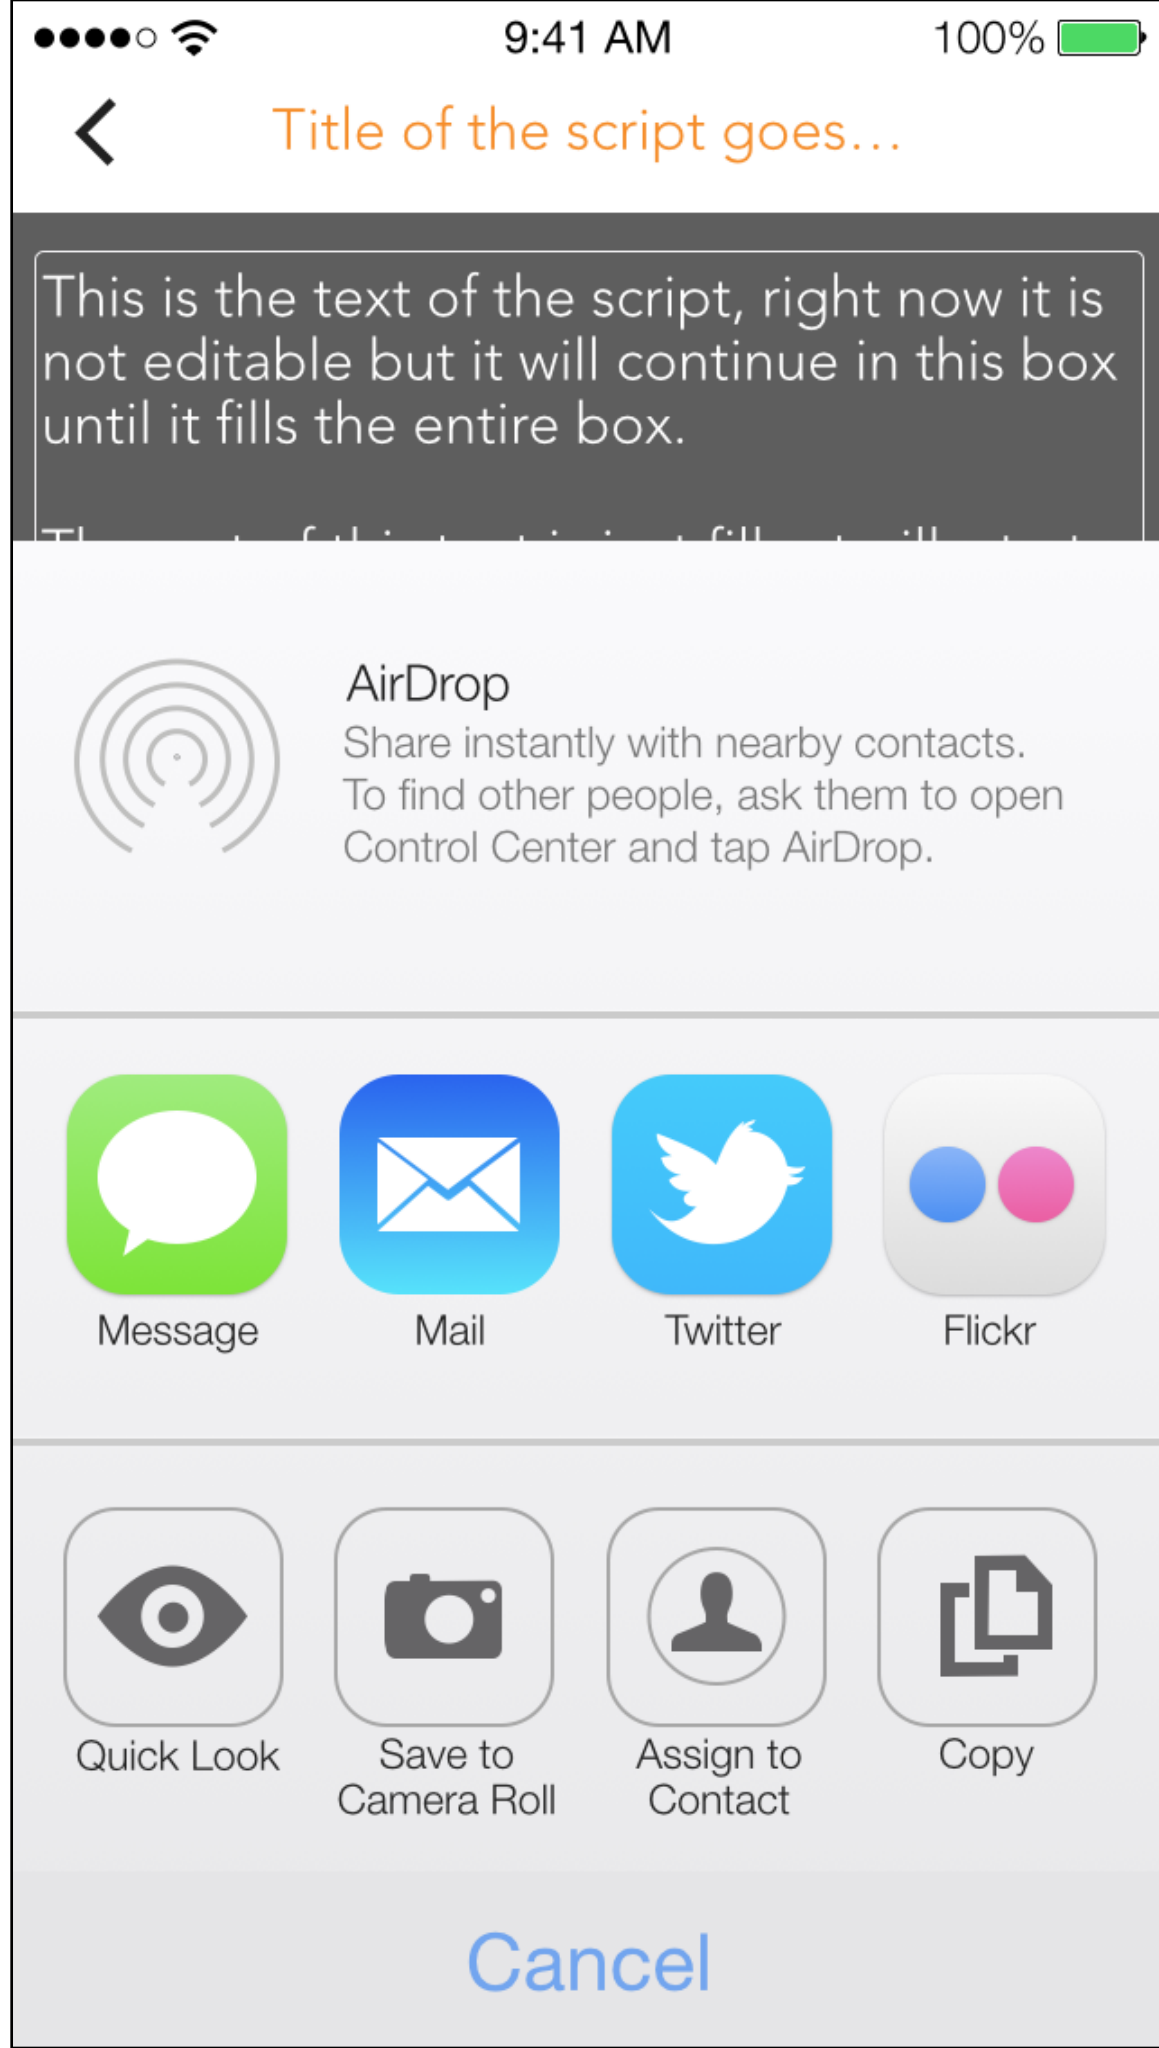 9:41 AM
100%
Title of the script goes...
This is the text of the script, right now it is
not editable but it will continue in this box
until it fills the entire box.
AirDrop
Share instantly with nearby contacts.
To find other people, ask them to open
Control Center and tap AirDrop.
Message
Mail
Twitter
Flickr
Quick Look
Save to
Camera Roll
Assign to
Contact
Copy
Cancel